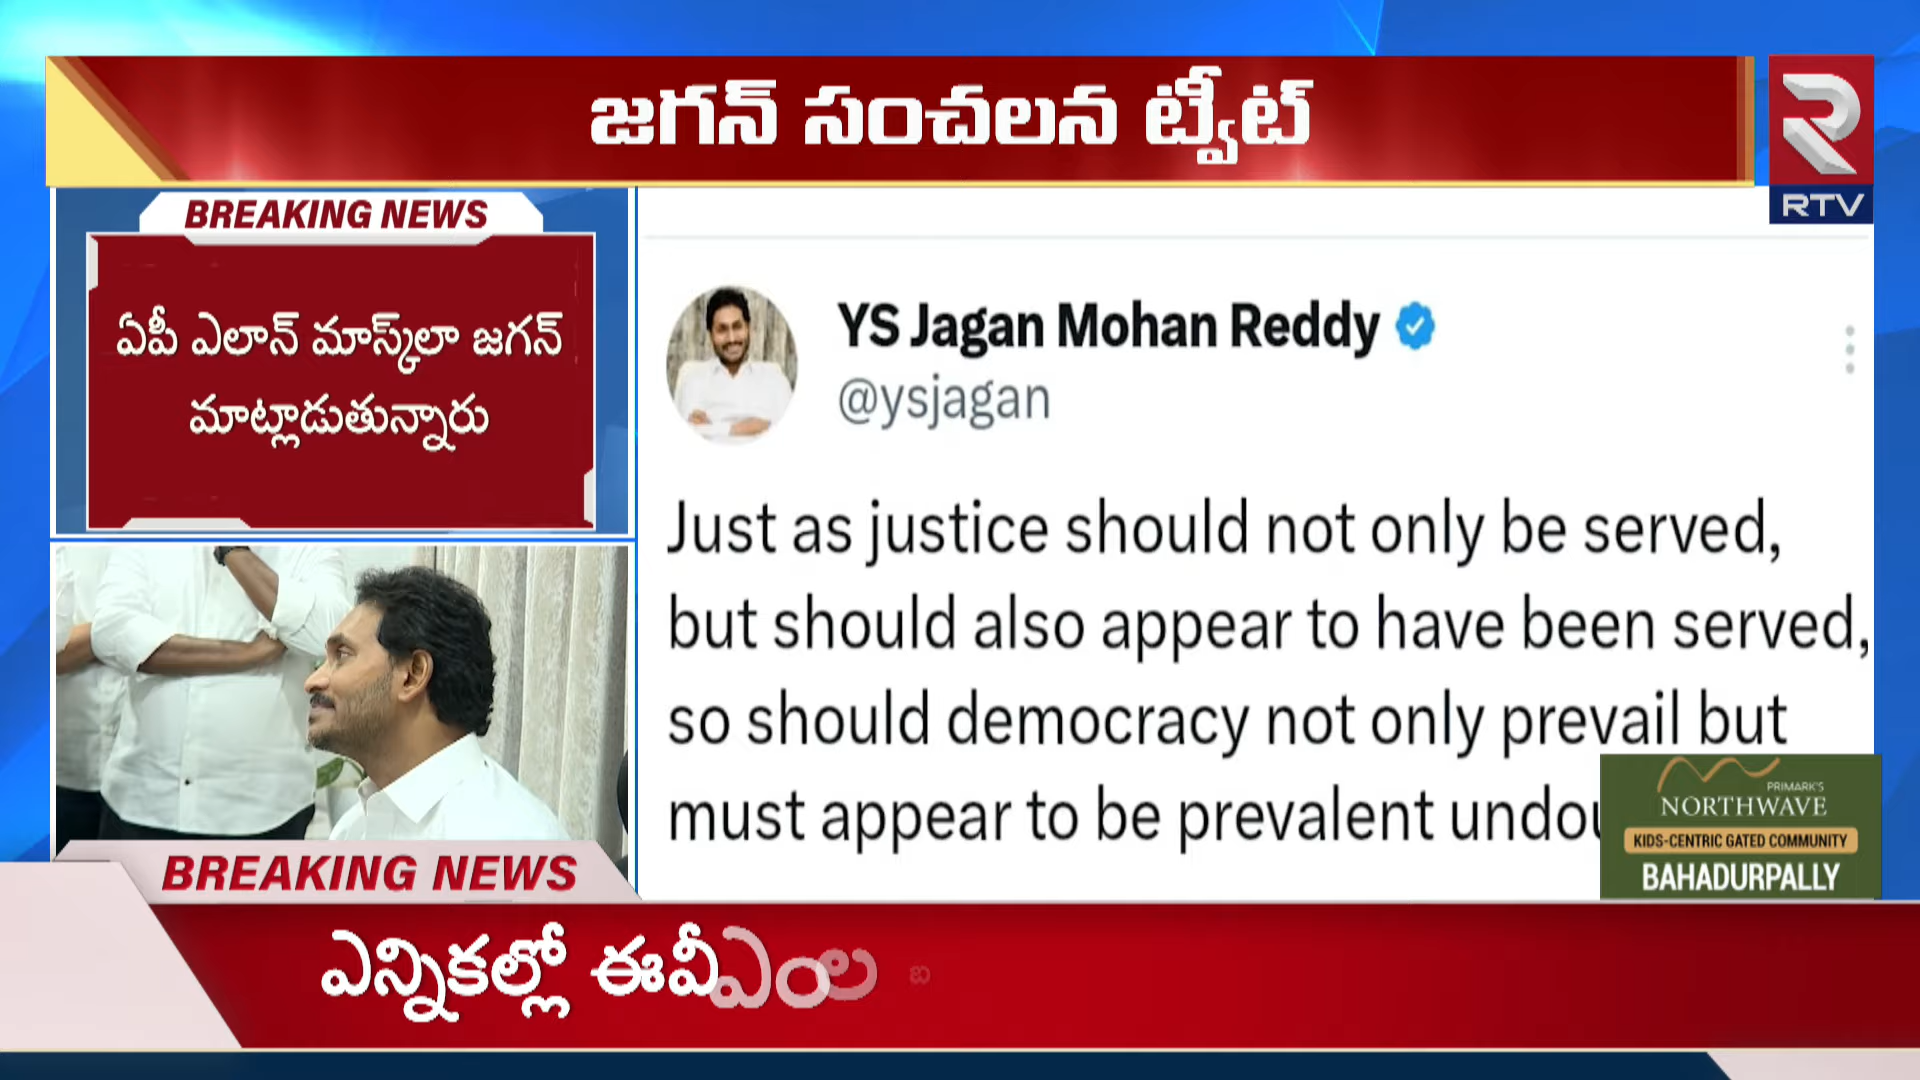 జగన్ సంచలన ట్వీట్
RTV
BREAKING NEWS
ఏపీ ఎలాన్ మాస్క్‌లా జగన్
మాట్లాడుతున్నారు
YS Jagan Mohan Reddy
@ysjagan
Just as justice should not only be served,
but should also appear to have been served,
so should democracy not only prevail but
must appear to be prevalent
PRIMARK'S
NORTHWAVE
KIDS-CENTRIC GATED COMMUNITY
BAHADURPALLY
BREAKING NEWS
ఎన్నికల్లో ఈవీఎంల